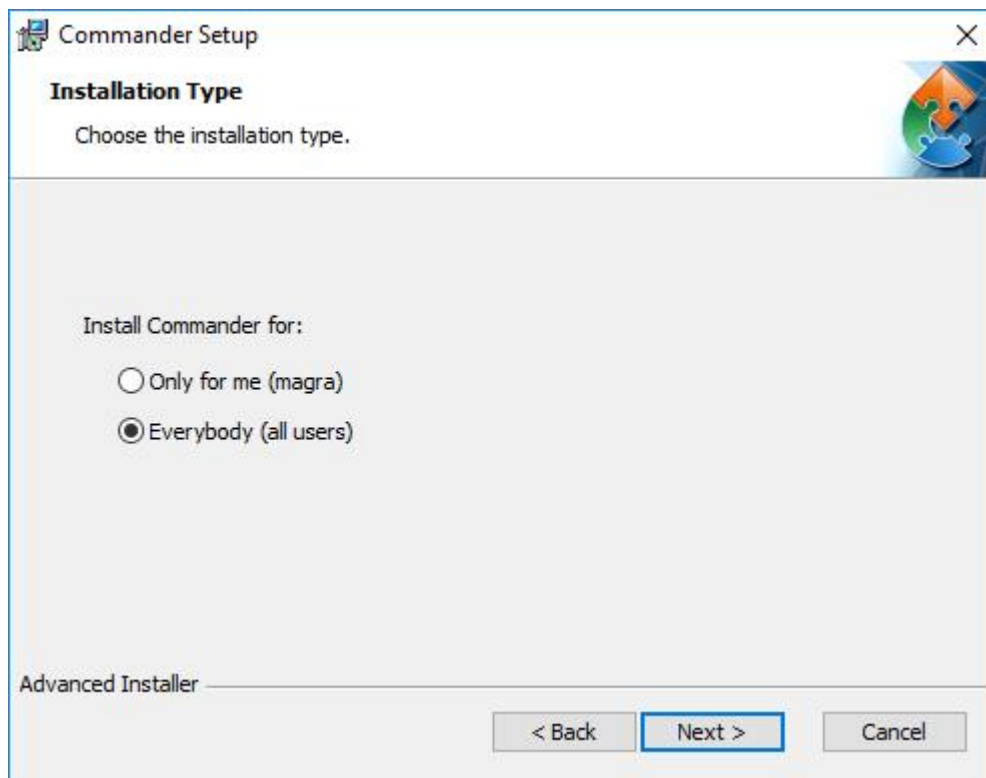 Commander Setup
Installation Type
Choose the installation type.
Install Commander for:
Only for me (magra)
Everybody (all users)
Advanced Installer
< Back Next > Cancel